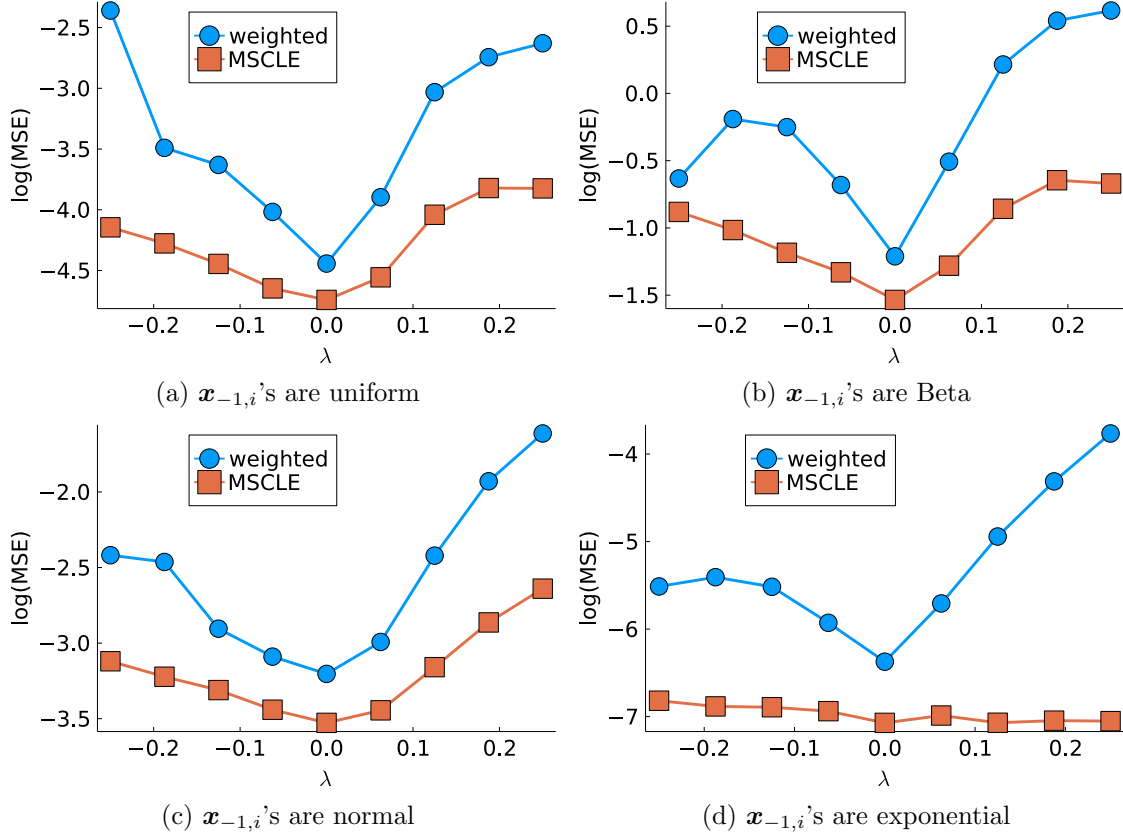 −2.5
−3.0
−3.5
−4.0
−4.5
log(MSE)
weighted
MSCLE
−0.2 −0.1 0.0 0.1 0.2
λ
(a) x₋₁,ᵢ's are uniform
0.5
0.0
−0.5
−1.0
−1.5
log(MSE)
weighted
MSCLE
−0.2 −0.1 0.0 0.1 0.2
λ
(b) x₋₁,ᵢ's are Beta
−2.0
−2.5
−3.0
−3.5
log(MSE)
weighted
MSCLE
−0.2 −0.1 0.0 0.1 0.2
λ
(c) x₋₁,ᵢ's are normal
−4
−5
−6
−7
log(MSE)
weighted
MSCLE
−0.2 −0.1 0.0 0.1 0.2
λ
(d) x₋₁,ᵢ's are exponential